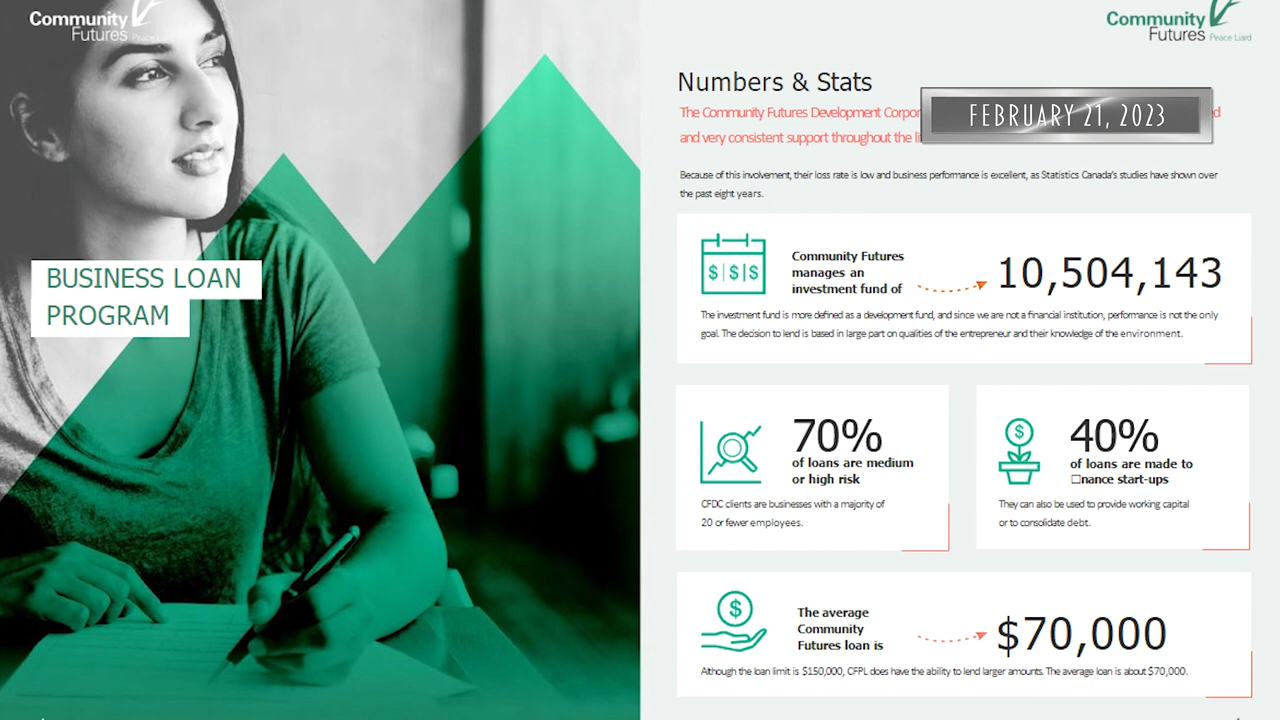 Community
Futures Peace Liard
BUSINESS LOAN
PROGRAM
Community
Futures Peace Liard
Numbers & Stats
The Community Futures Development Corpor
ed
FEBRUARY 21, 2023
and very consistent support throughout the
Because of this involvement, their loss rate is low and business performance is excellent, as Statistics Canada's studies have shown over
the past eight years.
$|$|$
Community Futures
manages an
investment fund of
10,504,143
The investment fund is more defined as a development fund, and since we are not a financial institution, performance is not the only
goal. The decision to lend is based in large part on qualities of the entrepreneur and their knowledge of the environment.
70%
of loans are medium
or high risk
CFDC clients are businesses with a majority of
20 or fewer employees.
$
40%
of loans are made to
□nance start-ups
They can also be used to provide working capital
or to consolidate debt.
$
The average
Community
Futures loan is
$70,000
Although the loan limit is $150,000, CFPL does have the ability to lend larger amounts. The average loan is about $70,000.